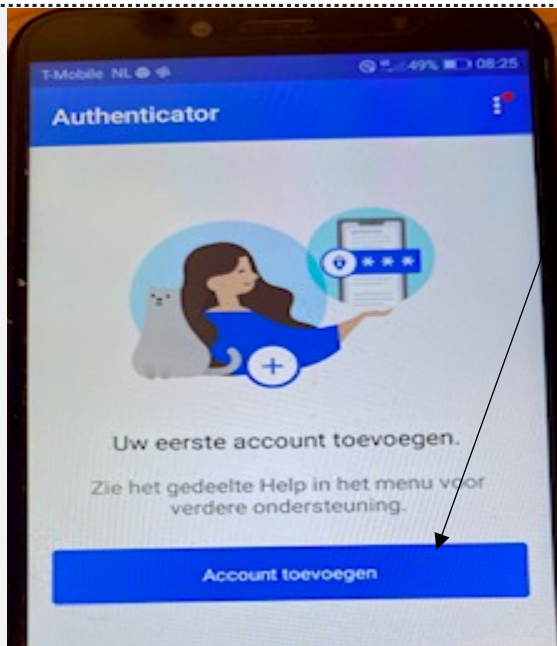 T-Mobile NL 49% 08:25
Authenticator
* * *
Uw eerste account toevoegen.
Zie het gedeelte Help in het menu voor
verdere ondersteuning.
Account toevoegen